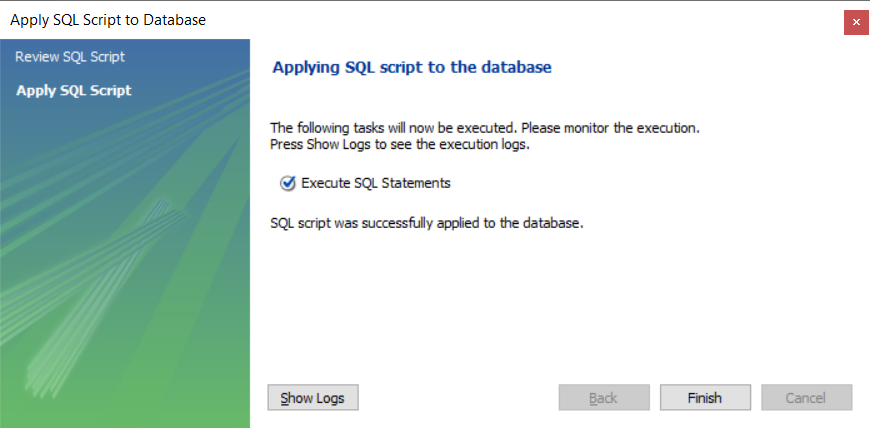 Apply SQL Script to Database
×
Review SQL Script
Apply SQL Script
Applying SQL script to the database
The following tasks will now be executed. Please monitor the execution.
Press Show Logs to see the execution logs.
Execute SQL Statements
SQL script was successfully applied to the database.
Show Logs
Back
Finish
Cancel